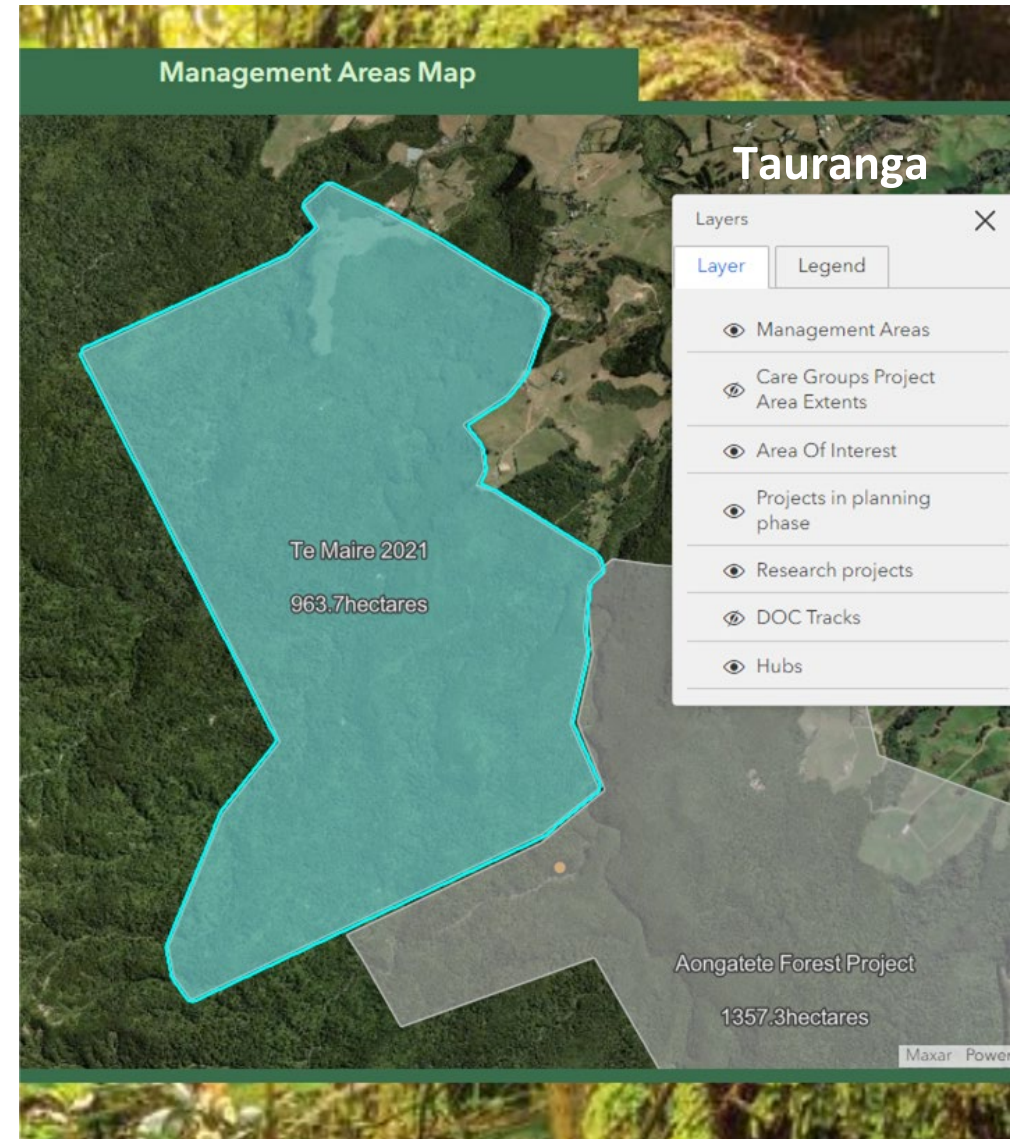 Management Areas Map
Tauranga
Layers
Layer
Legend
Management Areas
Care Groups Project
Area Extents
Area Of Interest
Projects in planning
phase
Research projects
DOC Tracks
Hubs
Te Maire 2021
963.7hectares
Aongatete Forest Project
1357.3hectares
Maxar Power